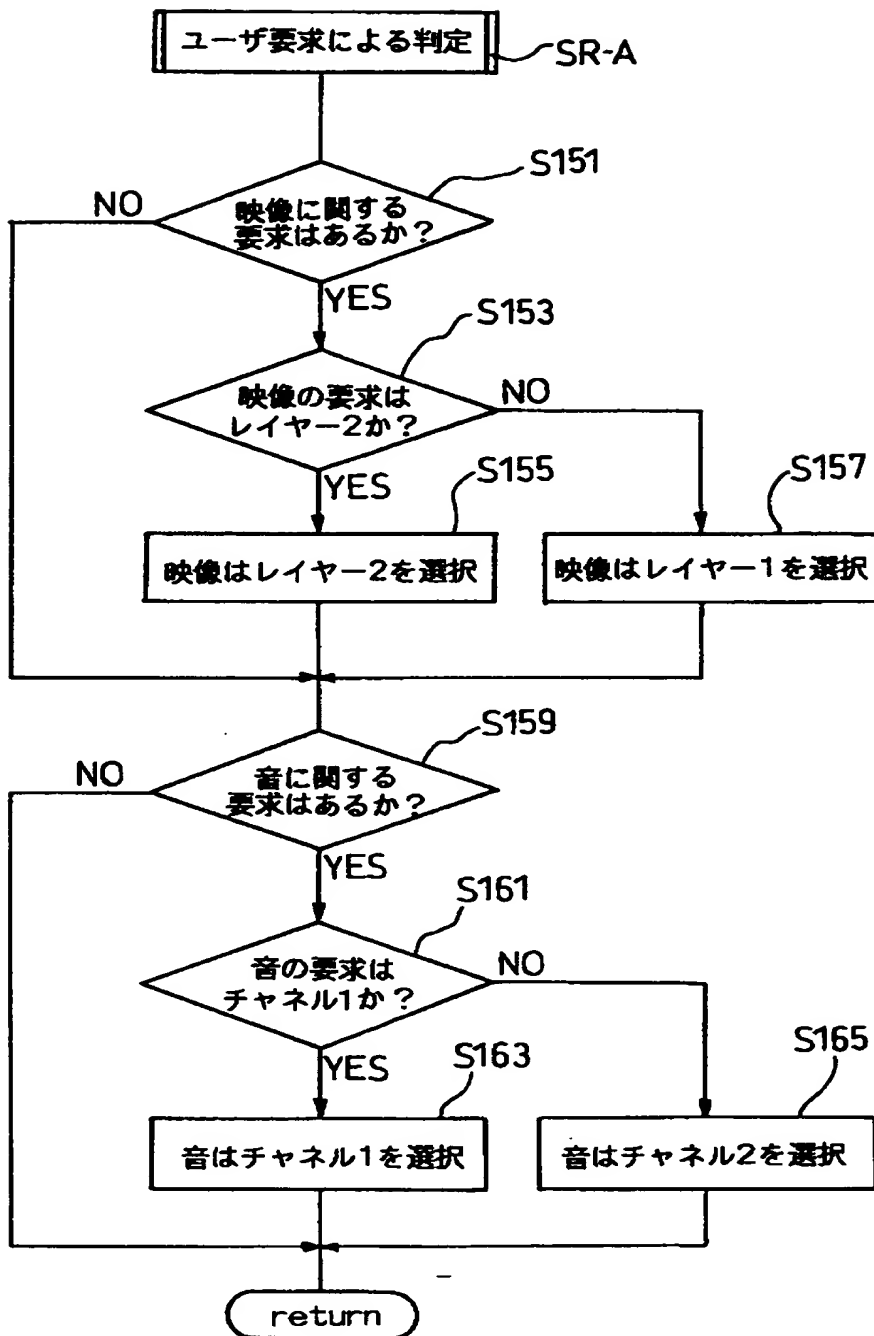 ユーザ要求による判定
SR-A
S151
NO
映像に関する
要求はあるか？
YES
S153
映像の要求は
レイヤー2か？
NO
YES
S155
S157
映像はレイヤー2を選択
映像はレイヤー1を選択
S159
NO
音に関する
要求はあるか？
YES
S161
音の要求は
チャネル1か？
NO
YES
S163
S165
音はチャネル1を選択
音はチャネル2を選択
return